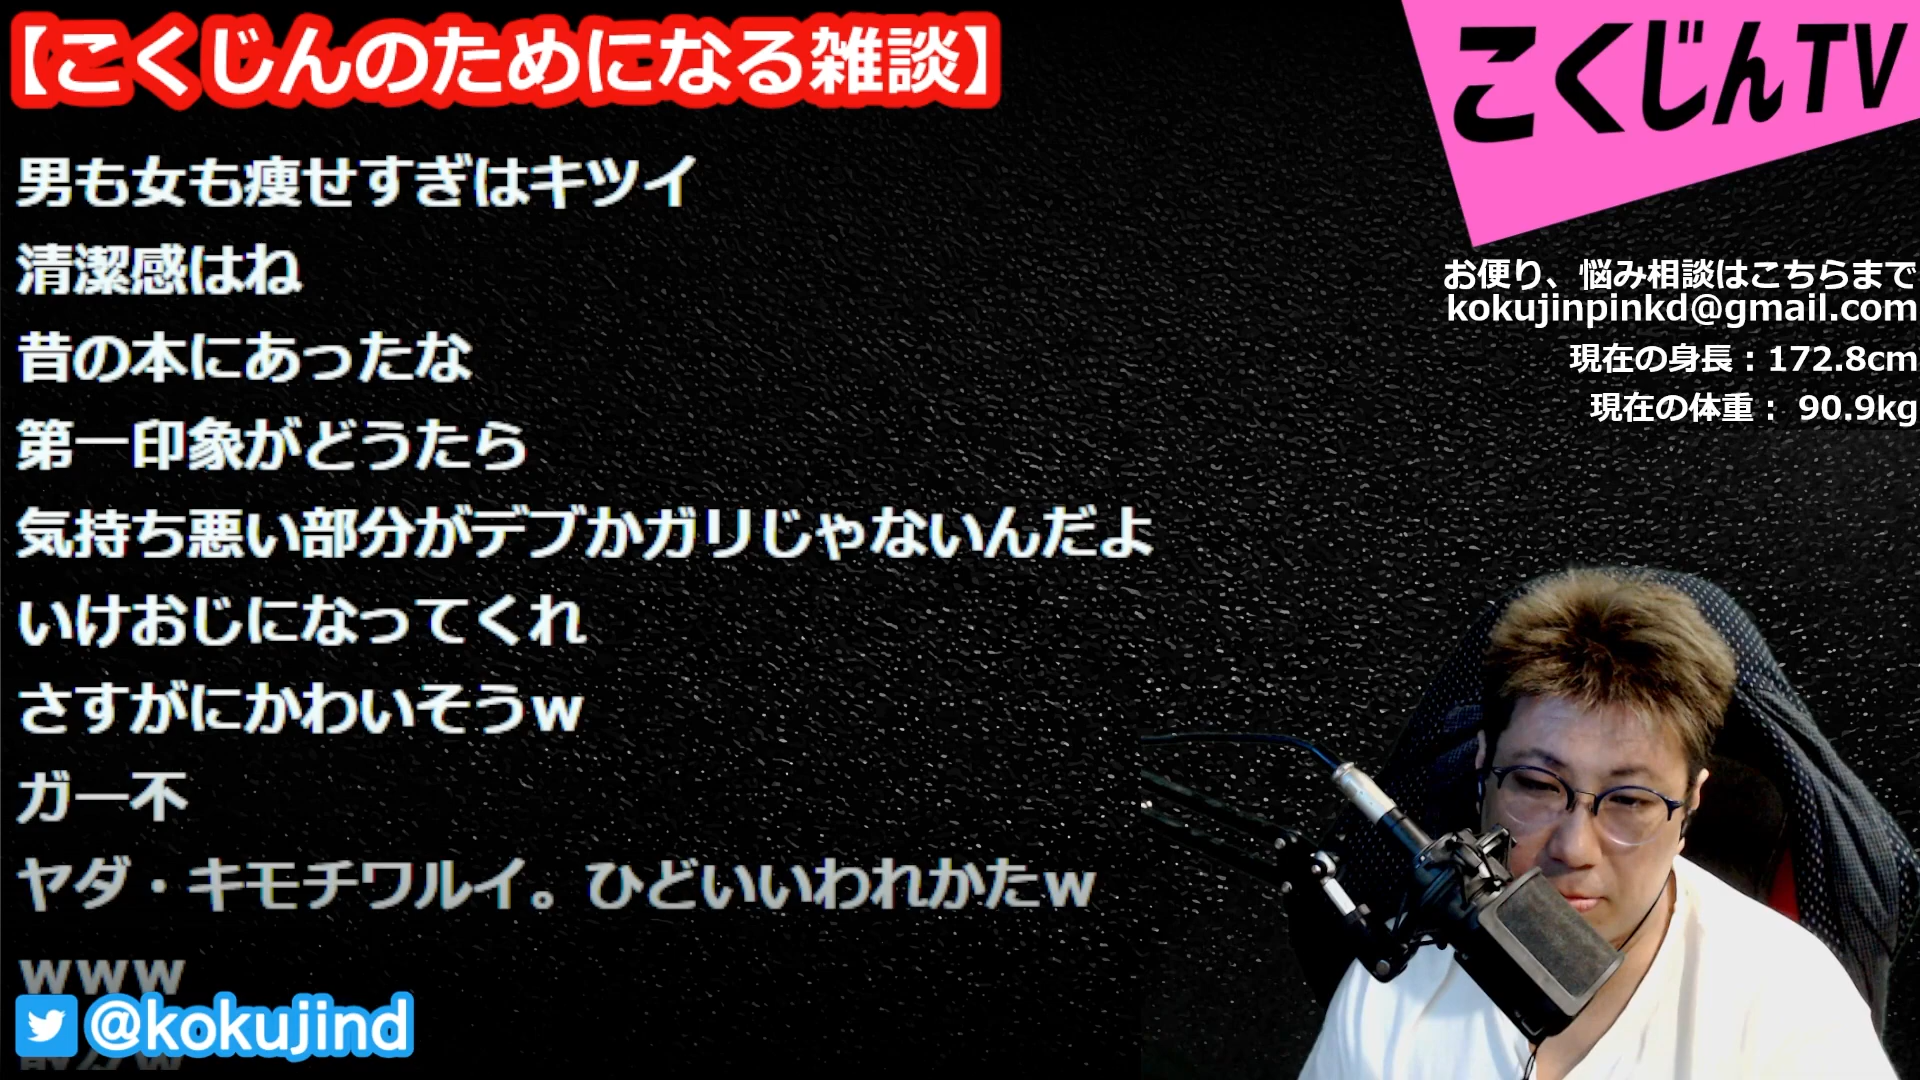 【こくじんのためになる雑談】
こくじんTV
男も女も痩せすぎはキツイ
清潔感はね
昔の本にあったな
第一印象がどうたら
気持ち悪い部分がデブかガリじゃないんだよ
いけおじになってくれ
さすがにかわいそうw
ガー不
ヤダ・キモチワルイ。ひどいいわれかたw
www
@kokujind
お便り、悩み相談はこちらまで
kokujinpinkd@gmail.com
現在の身長：172.8cm
現在の体重： 90.9kg